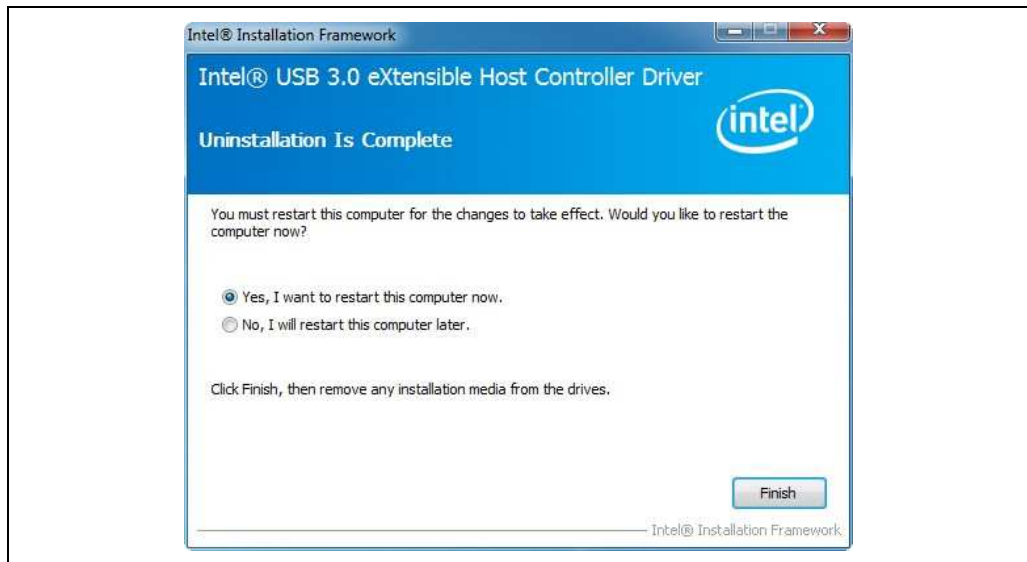 Intel® Installation Framework
Intel® USB 3.0 eXtensible Host Controller Driver
intel
Uninstallation Is Complete
You must restart this computer for the changes to take effect. Would you like to restart the
computer now?
Yes, I want to restart this computer now.
No, I will restart this computer later.
Click Finish, then remove any installation media from the drives.
Finish
Intel® Installation Framework